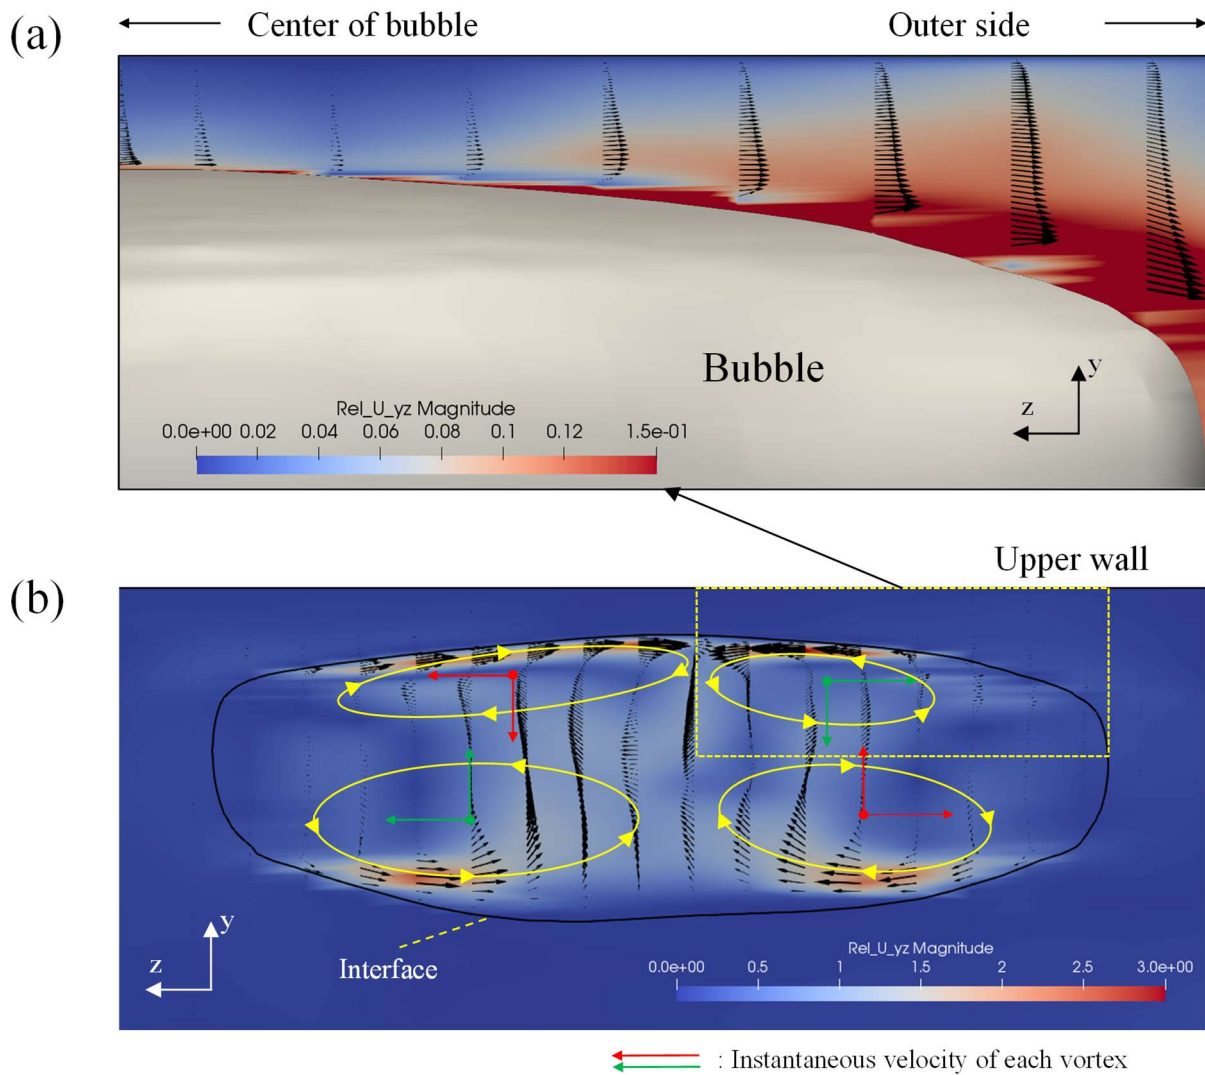 (a)
Center of bubble
Outer side
Bubble
y
z
Rel_U_yz Magnitude
0.0e+00 0.02 0.04 0.06 0.08 0.1 0.12 1.5e-01
Upper wall
(b)
y
z
Interface
Rel_U_yz Magnitude
0.0e+00 0.5 1 1.5 2 2.5 3.0e+00
: Instantaneous velocity of each vortex